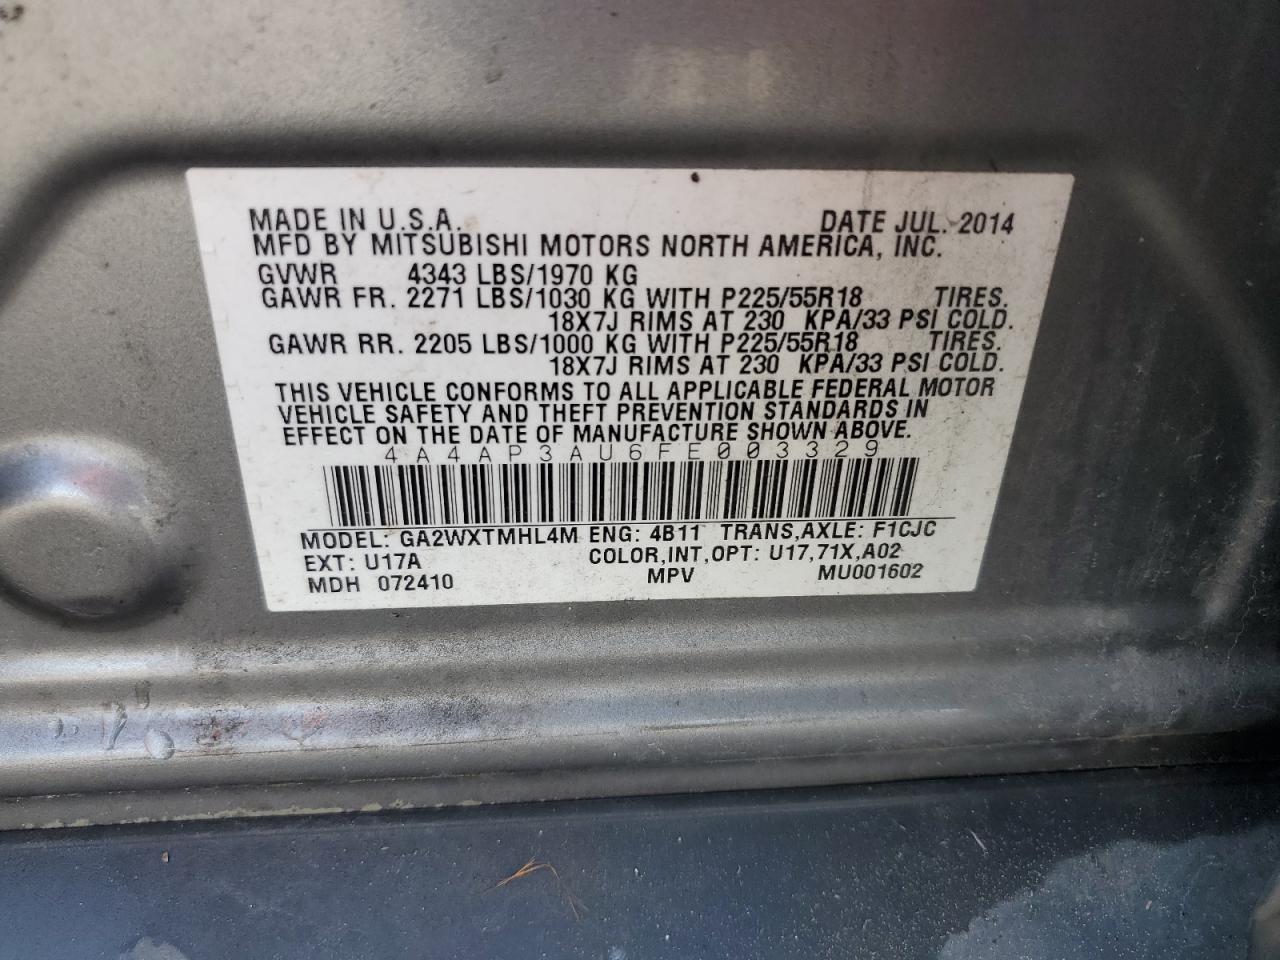 MADE IN U.S.A. DATE JUL. 2014
MFD BY MITSUBISHI MOTORS NORTH AMERICA, INC.
GVWR 4343 LBS/1970 KG
GAWR FR. 2271 LBS/1030 KG WITH P225/55R18 TIRES.
18X7J RIMS AT 230 KPA/33 PSI COLD.
GAWR RR. 2205 LBS/1000 KG WITH P225/55R18 TIRES.
18X7J RIMS AT 230 KPA/33 PSI COLD.
THIS VEHICLE CONFORMS TO ALL APPLICABLE FEDERAL MOTOR
VEHICLE SAFETY AND THEFT PREVENTION STANDARDS IN
EFFECT ON THE DATE OF MANUFACTURE SHOWN ABOVE.
4A4AP3AU6FE003329
MODEL: GA2WXTMHL4M ENG: 4B11 TRANS,AXLE: F1CJC
EXT: U17A COLOR,INT,OPT: U17,71X,A02
MDH 072410 MPV MU001602